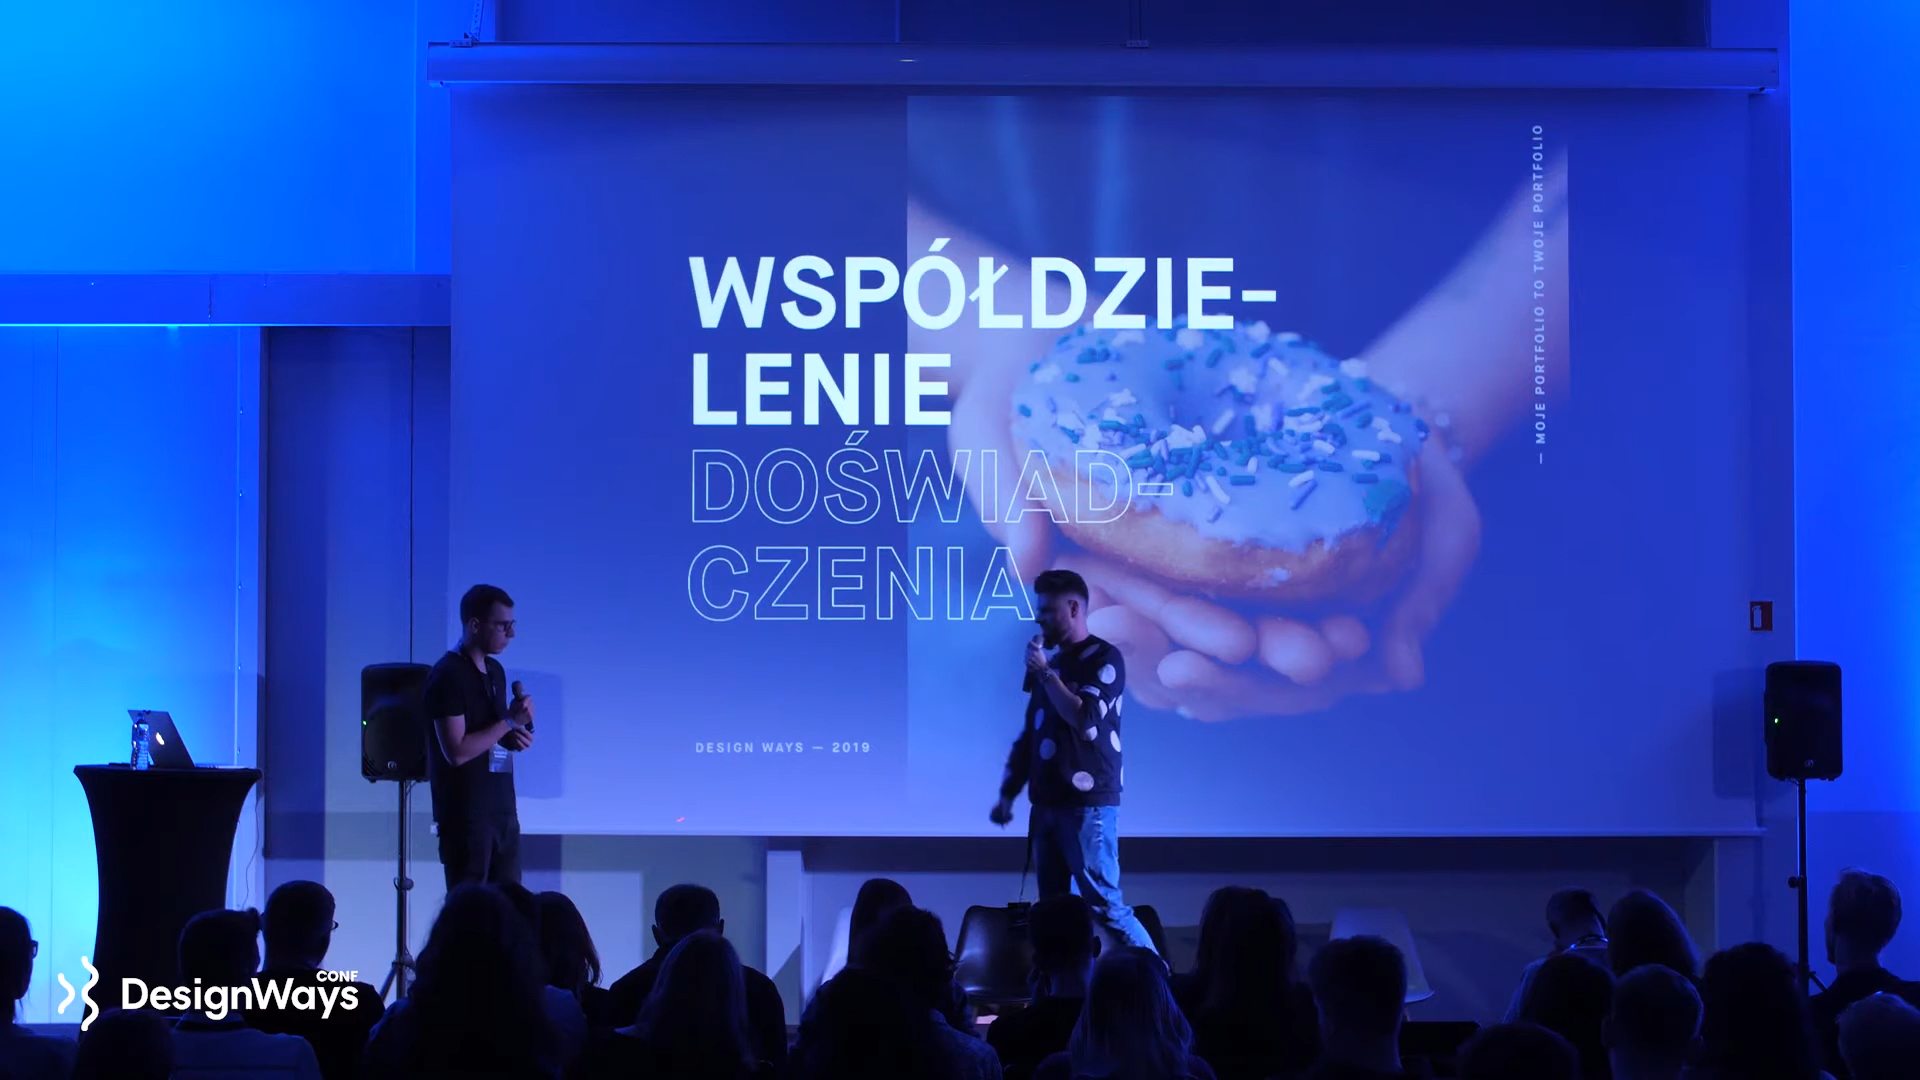 WSPÓŁDZIE-
LENIE
DOŚWIAD-
CZENIA
DESIGN WAYS — 2019
— MOJE PORTFOLIO TO TWOJE PORTFOLIO
DesignWays CONF